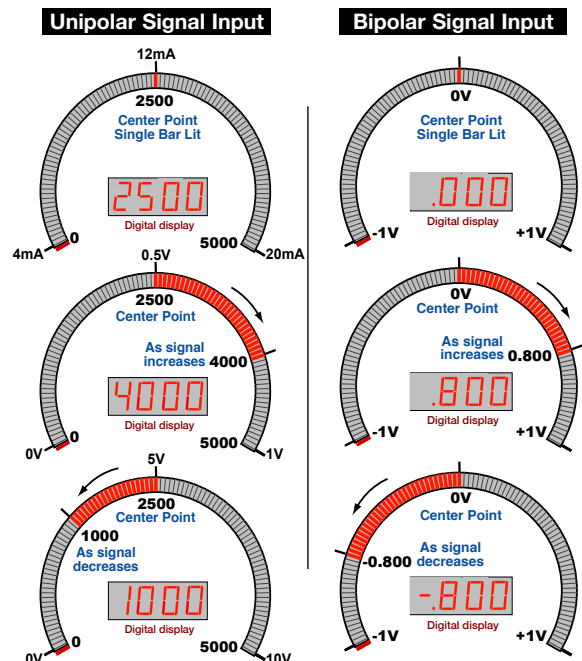 Unipolar Signal Input
12mA
2500
Center Point
Single Bar Lit
2500
Digital display
0
5000
4mA
20mA
0.5V
2500
Center Point
As signal
increases
4000
4000
Digital display
0
5000
0V
1V
5V
2500
Center Point
1000
As signal
decreases
1000
Digital display
0
5000
0V
10V
Bipolar Signal Input
0V
Center Point
Single Bar Lit
.000
Digital display
-1V
+1V
0V
Center Point
As signal
increases
0.800
.800
Digital display
-1V
+1V
0V
Center Point
-0.800
As signal
decreases
-.800
Digital display
-1V
+1V